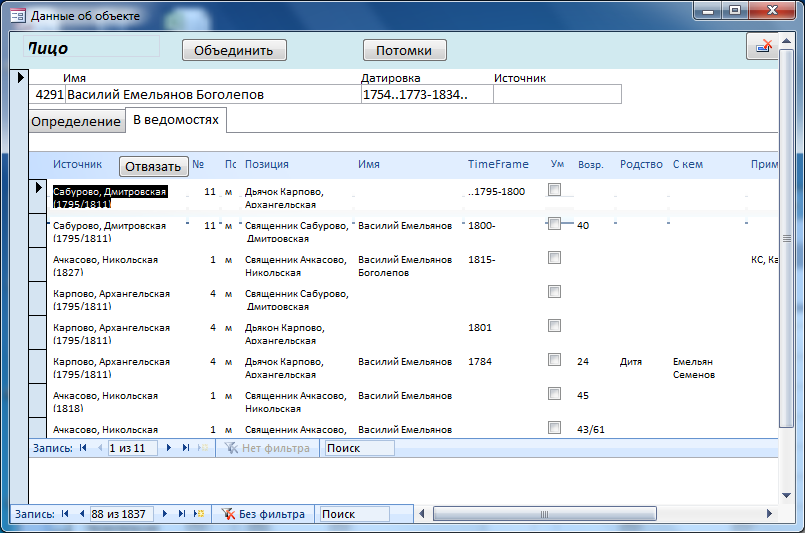 Данные об объекте
Лицо Объединить Потомки
Имя Датировка Источник
4291 Василий Емельянов Боголепов 1754..1773-1834..
Определение В ведомостях
Источник Отвязать № Пс Позиция Имя TimeFrame Ум Возр. Родство С кем Прим
Сабурово, Дмитровская 11 м Дьячок Карпово, ..1795-1800
(1795/1811) Архангельская
Сабурово, Дмитровская 11 м Священник Сабурово, Василий Емельянов 1800- 40
(1795/1811) Дмитровская
Ачкасово, Никольская 1 м Священник Ачкасово, Василий Емельянов 1815- КС, Ка
(1827) Никольская Боголепов
Карпово, Архангельская 4 м Священник Сабурово,
(1795/1811) Дмитровская
Карпово, Архангельская 4 м Дьякон Карпово, 1801
(1795/1811) Архангельская
Карпово, Архангельская 4 м Дьячок Карпово, Василий Емельянов 1784 24 Дитя Емельян
(1795/1811) Архангельская Семенов
Ачкасово, Никольская 1 м Священник Ачкасово, Василий Емельянов 45
(1818) Никольская
Ачкасово, Никольская 1 м Священник Ачкасово, Василий Емельянов 43/61
Запись: 1 из 11 Нет фильтра Поиск
Запись: 88 из 1837 Без фильтра Поиск